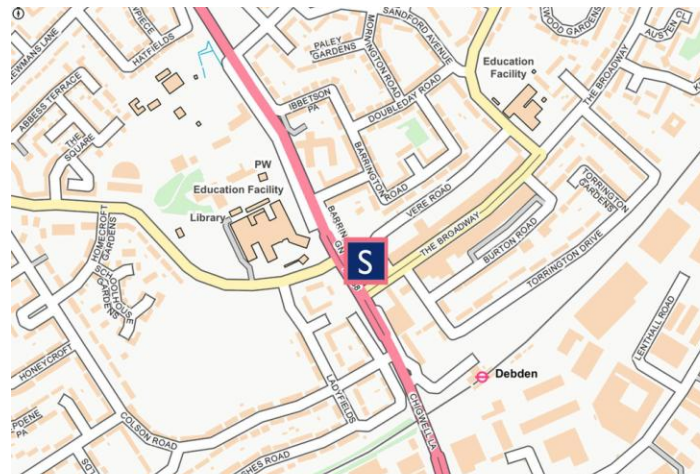 NEWMANS LANE
HATFIELDS
PALEY
GARDENS
MORNINGTON ROAD
SANDFORD AVENUE
DOUBLEDAY ROAD
IBBETSON
PA
BARRINGTON
ROAD
Education
Facility
THE BROADWAY
AUSTEN CL
ABBESS TERRACE
THE
SQUARE
PW
Education Facility
Library
VERE ROAD
THE BROADWAY
BURTON ROAD
TORRINGTON
GARDENS
TORRINGTON DRIVE
LENTHALL ROAD
HOMECROFT
GARDENS
SCHOOLHOUSE
GARDENS
S
Debden
HONEYCROFT
COLSON ROAD
LADYFIELDS
CHIGWELL LA